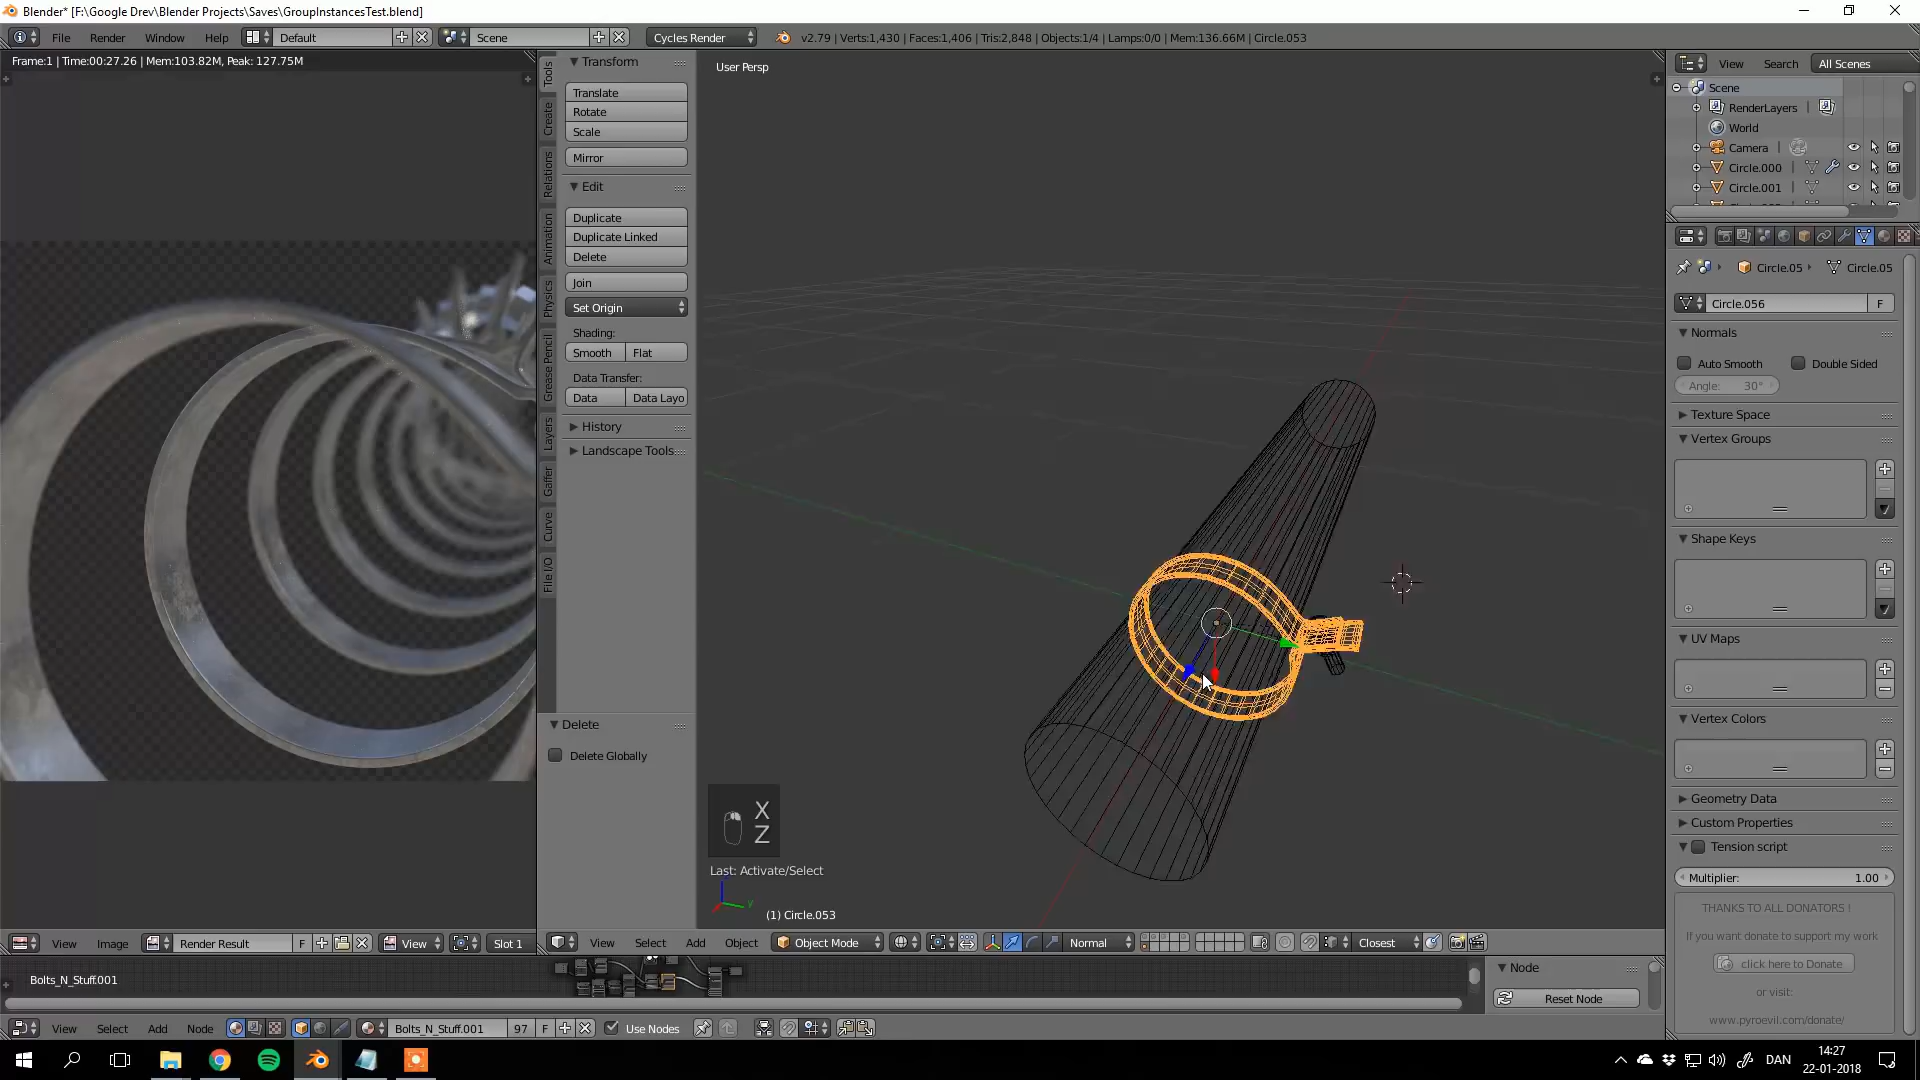 Blender* [F:\Google Drev\Blender Projects\Saves\GroupInstancesTest.blend]
File Render Window Help Default Scene Cycles Render v2.79 | Verts:1,430 | Faces:1,406 | Tris:2,848 | Objects:1/4 | Lamps:0/0 | Mem:136.66M | Circle.053
Frame:1 | Time:00:27.26 | Mem:103.82M, Peak: 127.75M
Tools
Create
Relations
Animation
Physics
Grease Pencil
Layers
Gaffer
Curve
File I/O
Transform
Translate
Rotate
Scale
Mirror
Edit
Duplicate
Duplicate Linked
Delete
Join
Set Origin
Shading:
Smooth Flat
Data Transfer:
Data Data Layo
History
Landscape Tools
Delete
Delete Globally
User Persp
X
Z
Last: Activate/Select
y
(1) Circle.053
View Search All Scenes
Scene
RenderLayers
World
Camera
Circle.000
Circle.001
Circle.05 Circle.05
Circle.056 F
Normals
Auto Smooth Double Sided
Angle: 30°
Texture Space
Vertex Groups
Shape Keys
UV Maps
Vertex Colors
Geometry Data
Custom Properties
Tension script
Multiplier: 1.00
THANKS TO ALL DONATORS !
If you want donate to support my work
click here to Donate
or visit:
www.pyroevil.com/donate/
View Image Render Result F View Slot 1
View Select Add Object Object Mode Normal Closest
Bolts_N_Stuff.001
Node
Reset Node
View Select Add Node Bolts_N_Stuff.001 97 F Use Nodes
DAN
14:27
22-01-2018